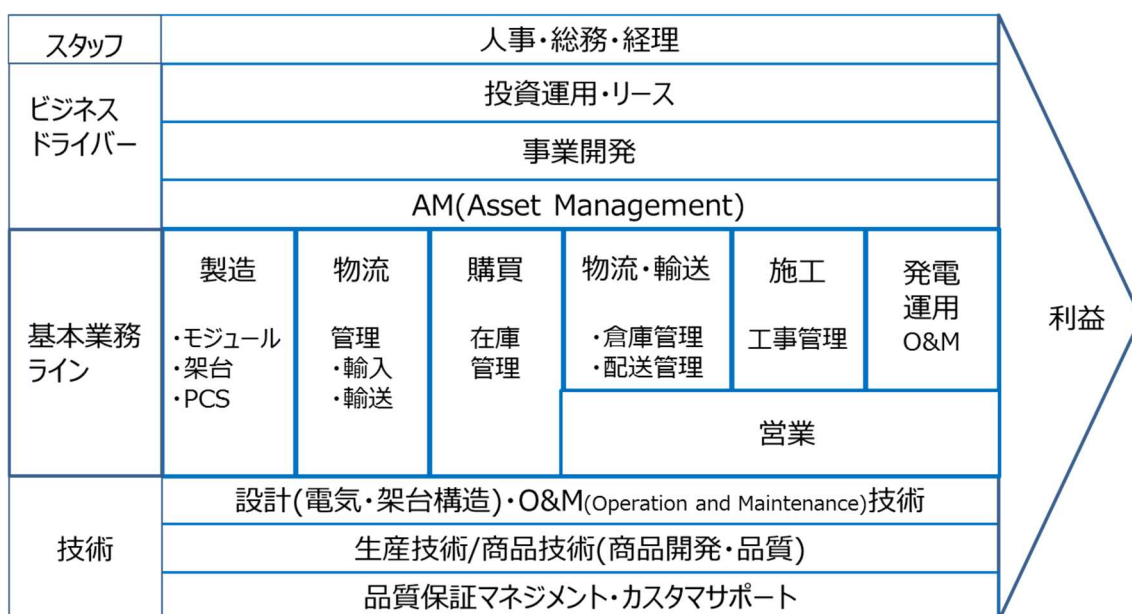 スタッフ
人事・総務・経理
ビジネス
ドライバー
投資運用・リース
事業開発
AM(Asset Management)
基本業務
ライン
製造
・モジュール
・架台
・PCS
物流
管理
・輸入
・輸送
購買
在庫
管理
物流・輸送
・倉庫管理
・配送管理
施工
工事管理
発電
運用
O&M
営業
利益
技術
設計(電気・架台構造)・O&M(Operation and Maintenance)技術
生産技術/商品技術(商品開発・品質)
品質保証マネジメント・カスタマサポート